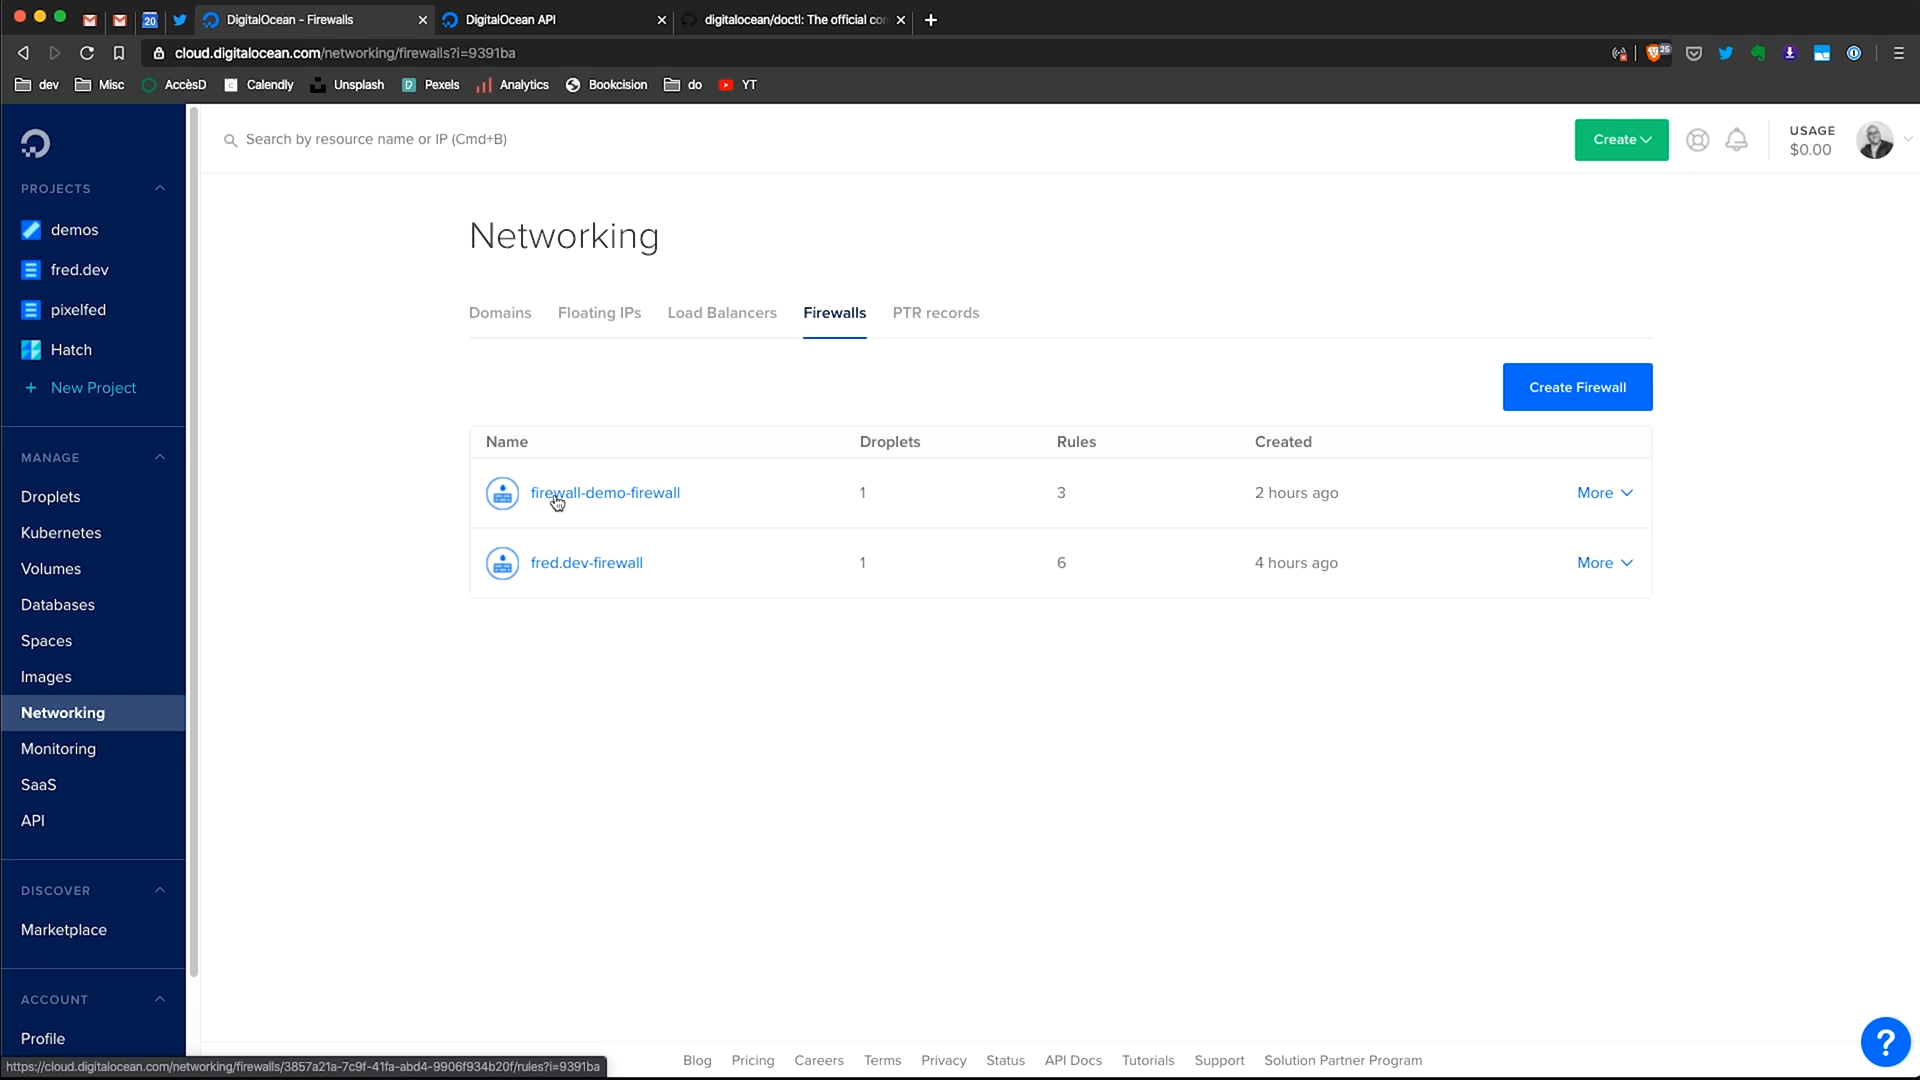 20
DigitalOcean - Firewalls
DigitalOcean API
digitalocean/doctl: The official co
cloud.digitalocean.com/networking/firewalls?i=9391ba
25
dev
Misc
AccèsD
Calendly
Unsplash
Pexels
Analytics
Bookcision
do
YT
Search by resource name or IP (Cmd+B)
Create
USAGE
$0.00
PROJECTS
demos
fred.dev
pixelfed
Hatch
+ New Project
MANAGE
Droplets
Kubernetes
Volumes
Databases
Spaces
Images
Networking
Monitoring
SaaS
API
DISCOVER
Marketplace
ACCOUNT
Profile
Networking
Domains
Floating IPs
Load Balancers
Firewalls
PTR records
Create Firewall
Name Droplets Rules Created
firewall-demo-firewall 1 3 2 hours ago More
fred.dev-firewall 1 6 4 hours ago More
Blog Pricing Careers Terms Privacy Status API Docs Tutorials Support Solution Partner Program
?
https://cloud.digitalocean.com/networking/firewalls/3857a21a-7c9f-41fa-abd4-9906f934b20f/rules?i=9391ba